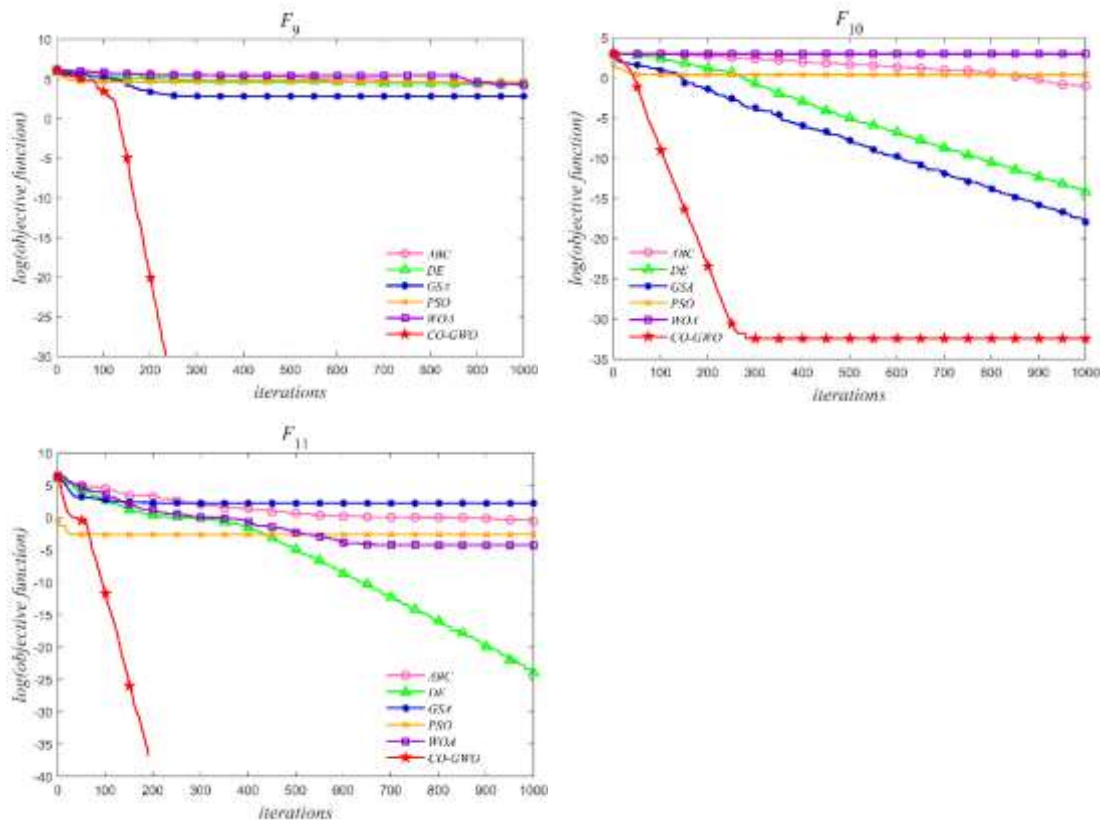 F9
log(objective function)
10
5
0
-5
-10
-15
-20
-25
-30
0 100 200 300 400 500 600 700 800 900 1000
iterations
ABC
DE
GSA
PSO
WOA
CO-GWO
F10
log(objective function)
5
0
-5
-10
-15
-20
-25
-30
-35
0 100 200 300 400 500 600 700 800 900 1000
iterations
ABC
DE
GSA
PSO
WOA
CO-GWO
F11
log(objective function)
10
5
0
-5
-10
-15
-20
-25
-30
-35
-40
0 100 200 300 400 500 600 700 800 900 1000
iterations
ABC
DE
GSA
PSO
WOA
CO-GWO